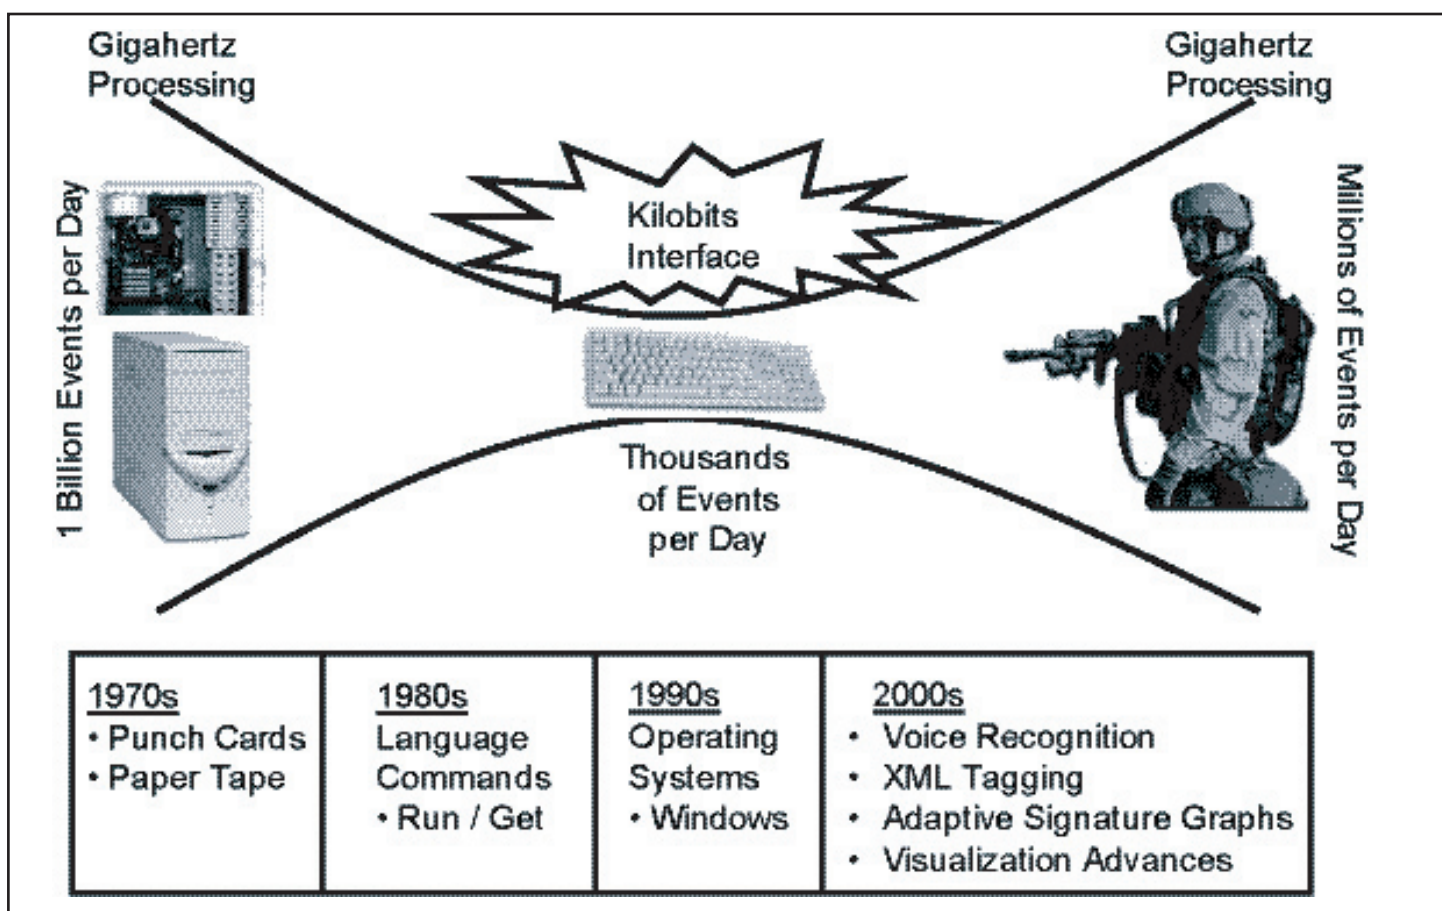 Gigahertz
Processing
Gigahertz
Processing
1 Billion Events per Day
Kilobits
Interface
Millions of Events per Day
Thousands
of Events
per Day
1970s
• Punch Cards
• Paper Tape
1980s
Language
Commands
• Run / Get
1990s
Operating
Systems
• Windows
2000s
• Voice Recognition
• XML Tagging
• Adaptive Signature Graphs
• Visualization Advances